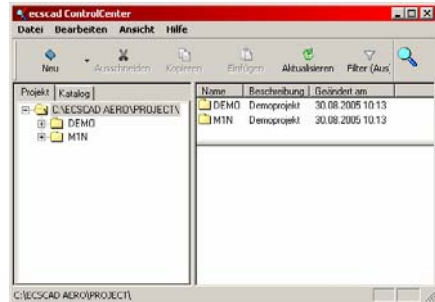 ecscad ControlCenter
Datei Bearbeiten Ansicht Hilfe
Neu Ausschneiden Kopieren Einfügen Aktualisieren Filter (Aus)
Projekt Katalog
C:\ECSCAD AERO\PROJECT\
DEMO
M1N
Name Beschreibung Geändert am
DEMO Demoprojekt 30.08.2005 10:13
M1N Demoprojekt 30.08.2005 10:13
C:\ECSCAD AERO\PROJECT\